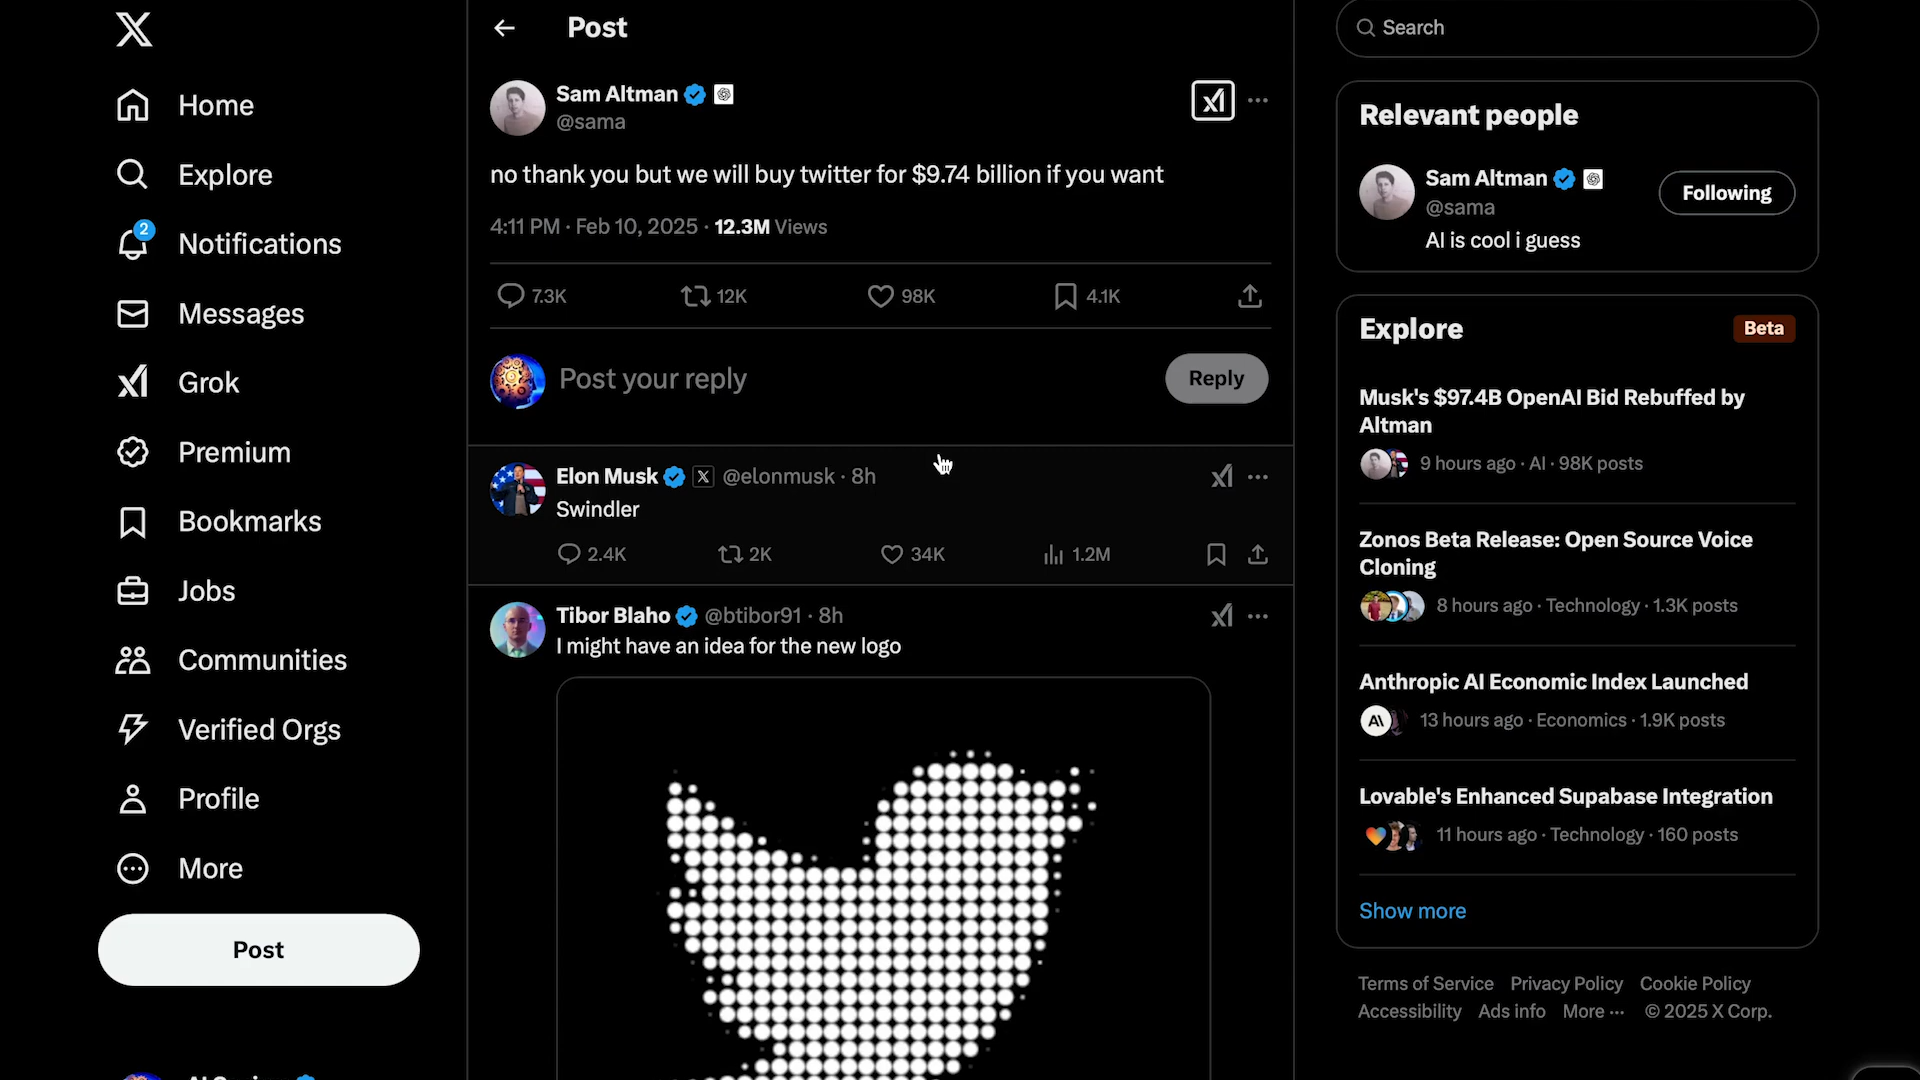 Home
Explore
2
Notifications
Messages
Grok
Premium
Bookmarks
Jobs
Communities
Verified Orgs
Profile
More
Post
Post
Sam Altman
@sama
no thank you but we will buy twitter for $9.74 billion if you want
4:11 PM · Feb 10, 2025 · 12.3M Views
7.3K 12K 98K 4.1K
Post your reply
Reply
Elon Musk @elonmusk · 8h
Swindler
2.4K 2K 34K 1.2M
Tibor Blaho @btibor91 · 8h
I might have an idea for the new logo
Search
Relevant people
Sam Altman
@sama
Following
AI is cool i guess
Explore
Beta
Musk's $97.4B OpenAI Bid Rebuffed by
Altman
9 hours ago · AI · 98K posts
Zonos Beta Release: Open Source Voice
Cloning
8 hours ago · Technology · 1.3K posts
Anthropic AI Economic Index Launched
13 hours ago · Economics · 1.9K posts
Lovable's Enhanced Supabase Integration
11 hours ago · Technology · 160 posts
Show more
Terms of Service Privacy Policy Cookie Policy
Accessibility Ads info More ··· © 2025 X Corp.